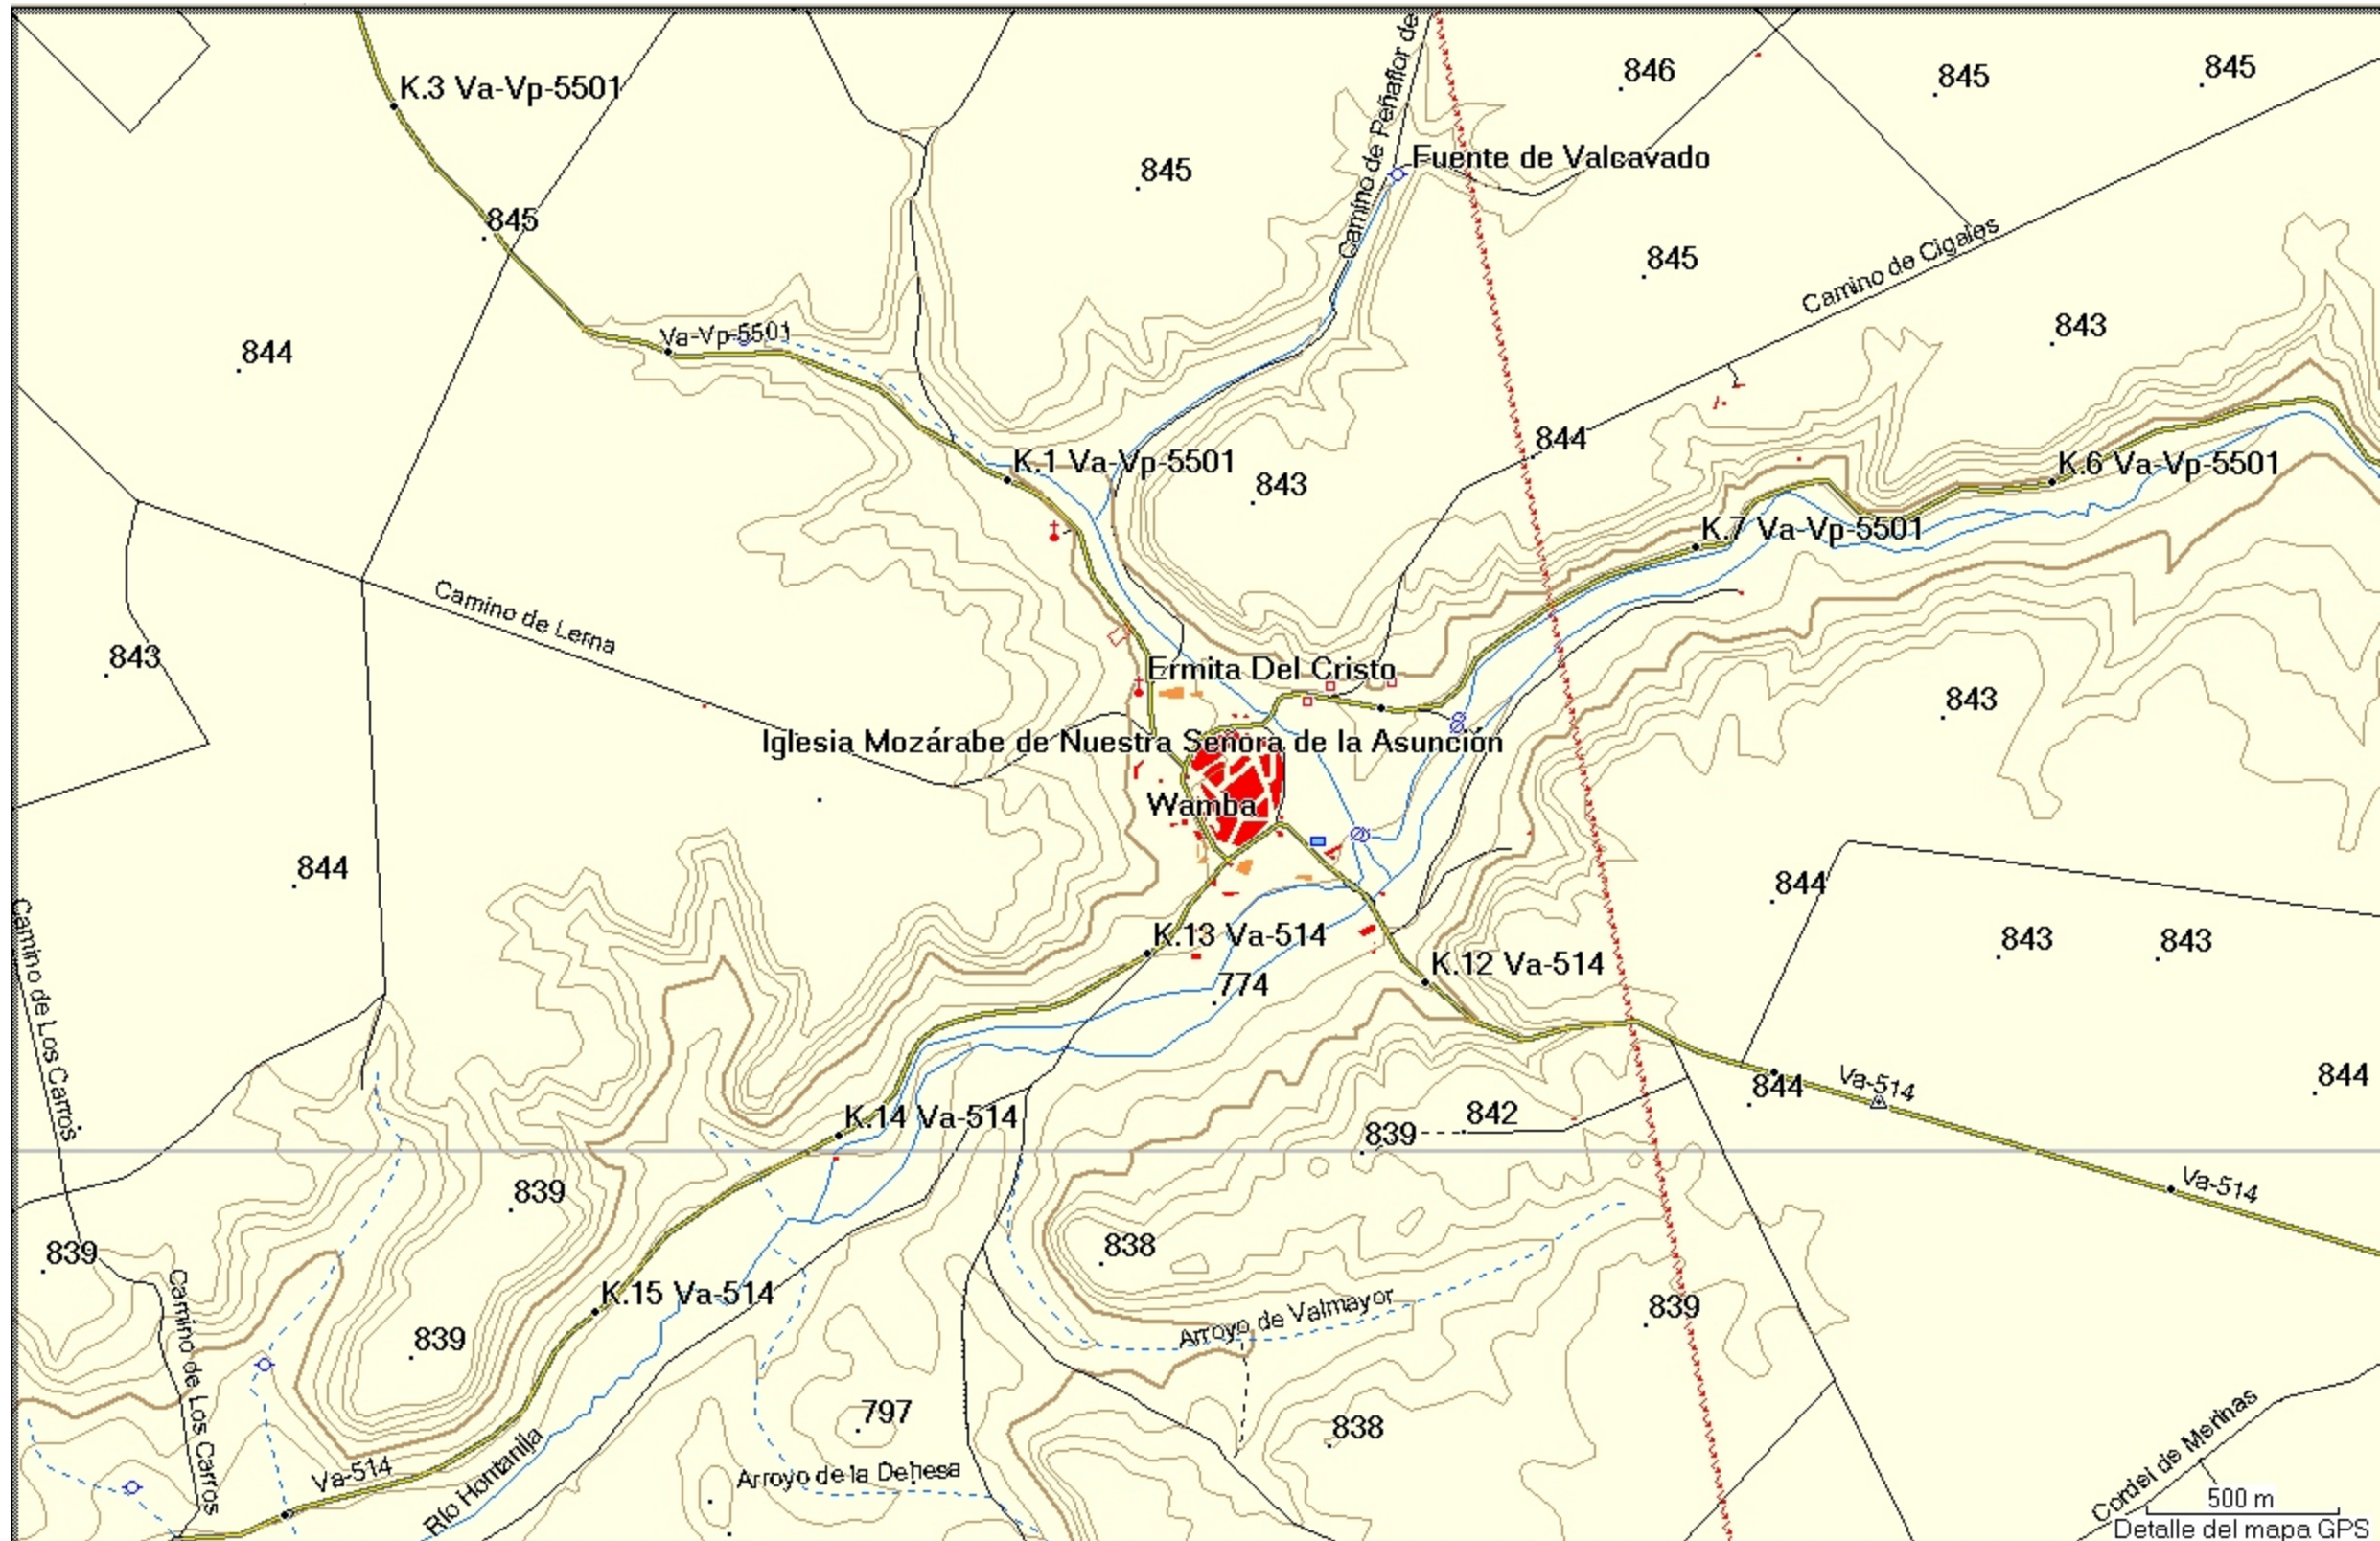 846
845
845
K.3 Va-Vp-5501
Camino de Peñaflor de
Fuente de Valcavado
845
845
845
Camino de Cigales
843
Va-Vp-5501
844
844
K.1 Va-Vp-5501
K.6 Va-Vp-5501
843
K.7 Va-Vp-5501
Camino de Lerna
843
Ermita Del Cristo
843
Iglesia Mozárabe de Nuestra Señora de la Asunción
Wamba
844
844
Camino de Los Carros
K.13 Va-514
843
843
K.12 Va-514
774
844
Va-514
844
K.14 Va-514
842
839
839
Va-514
838
839
Camino de Los Carros
K.15 Va-514
839
Arroyo de Valmayor
839
797
838
Va-514
Río Hontanilla
Arroyo de la Dehesa
Cordel de Merinas
500 m
Detalle del mapa GPS